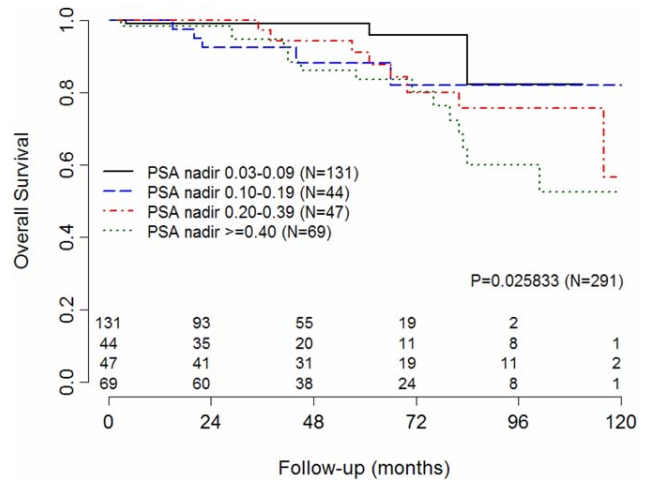 1.0
0.8
0.6
0.4
0.2
0.0
Overall Survival
PSA nadir 0.03-0.09 (N=131)
PSA nadir 0.10-0.19 (N=44)
PSA nadir 0.20-0.39 (N=47)
PSA nadir >=0.40 (N=69)
P=0.025833 (N=291)
131 93 55 19 2
44 35 20 11 8 1
47 41 31 19 11 2
69 60 38 24 8 1
0 24 48 72 96 120
Follow-up (months)